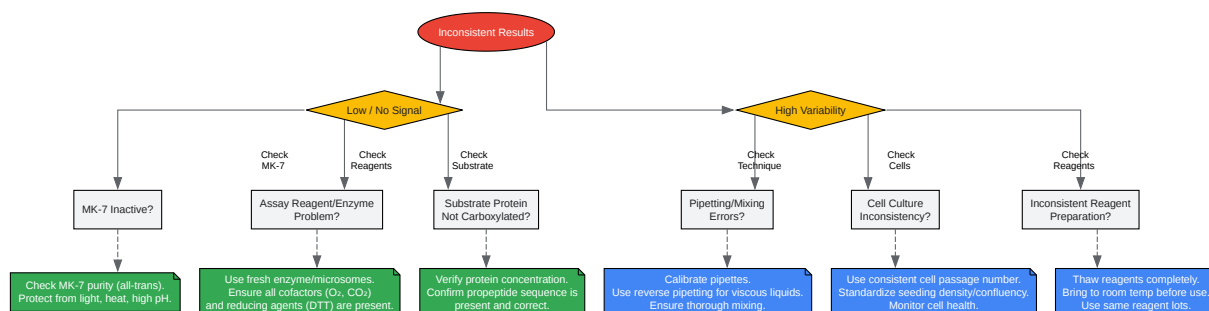 Inconsistent Results
Low / No Signal
High Variability
Check
MK-7
Check
Reagents
Check
Substrate
Check
Technique
Check
Cells
Check
Reagents
MK-7 Inactive?
Assay Reagent/Enzyme
Problem?
Substrate Protein
Not Carboxylated?
Pipetting/Mixing
Errors?
Cell Culture
Inconsistency?
Inconsistent Reagent
Preparation?
Check MK-7 purity (all-trans).
Protect from light, heat, high pH.
Use fresh enzyme/microsomes.
Ensure all cofactors (O₂, CO₂)
and reducing agents (DTT) are present.
Verify protein concentration.
Confirm propeptide sequence is
present and correct.
Calibrate pipettes.
Use reverse pipetting for viscous liquids.
Ensure thorough mixing.
Use consistent cell passage number.
Standardize seeding density/confluency.
Monitor cell health.
Thaw reagents completely.
Bring to room temp before use.
Use same reagent lots.